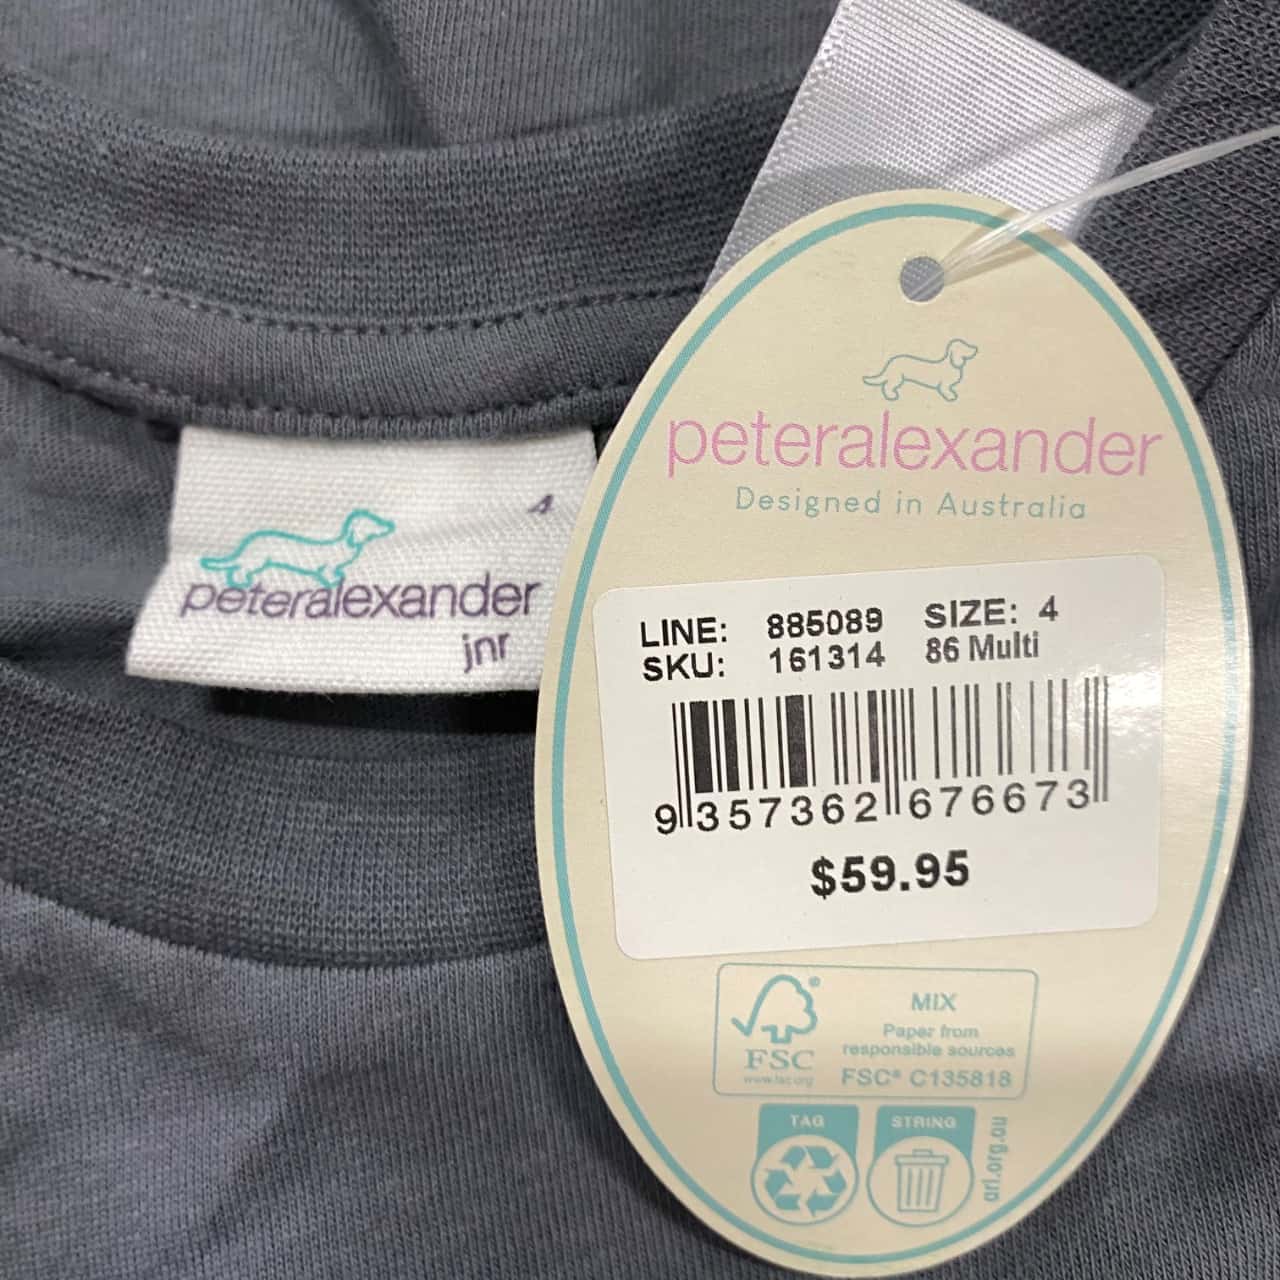 4
peteralexander
jnr
peteralexander
Designed in Australia
LINE: 885089 SIZE: 4
SKU: 161314 86 Multi
9 357362 676673
$59.95
FSC®
www.fsc.org
MIX
Paper from
responsible sources
FSC® C135818
TAG
STRING
arl.org.au